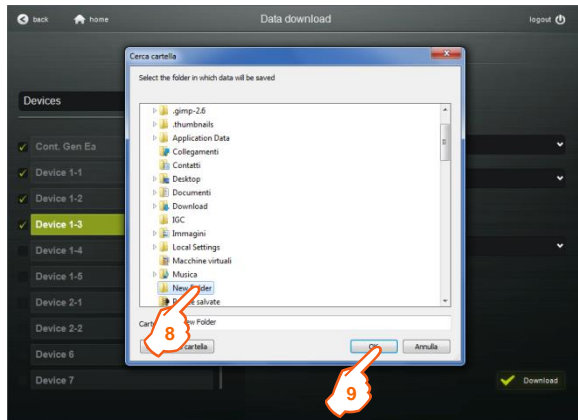 back home Data download logout
Cerca cartella
Select the folder in which data will be saved
Devices
Cont. Gen Ea
Device 1-1
Device 1-2
Device 1-3
Device 1-4
Device 1-5
Device 2-1
Device 2-2
Device 6
Device 7
.gimp-2.6
.thumbnails
Application Data
Collegamenti
Contatti
Desktop
Documenti
Download
IGC
Immagini
Local Settings
Macchine virtuali
Musica
New Folder
salvate
New Folder
cartella
OK Annulla
8
9
Download